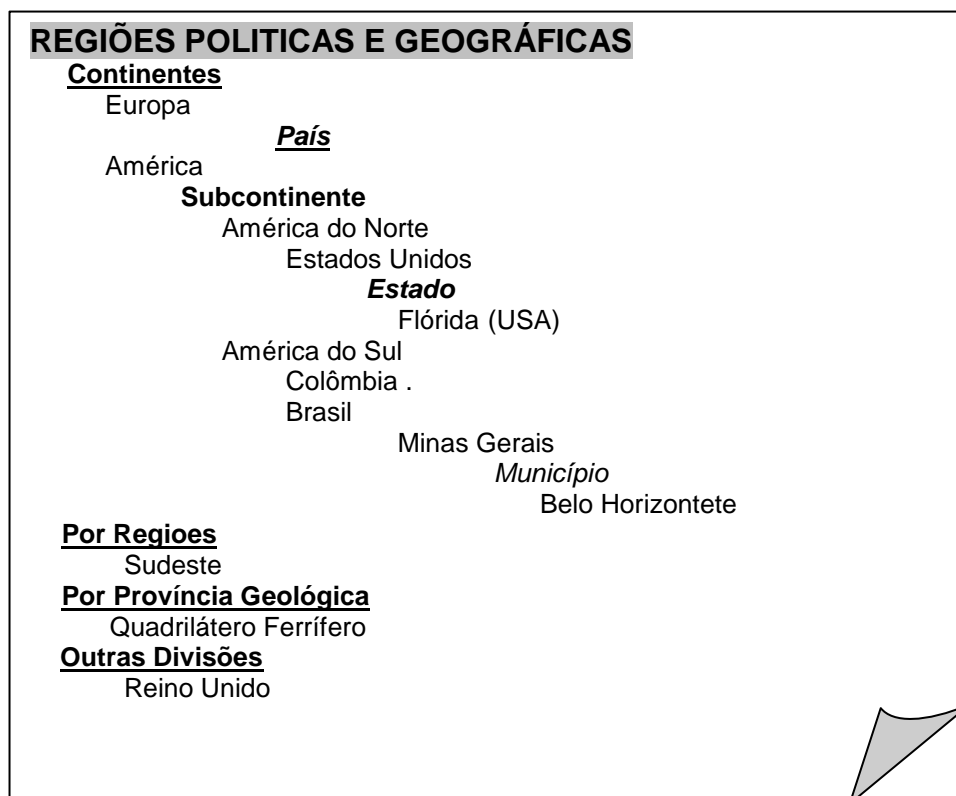 REGIÕES POLITICAS E GEOGRÁFICAS
Continentes
Europa
País
América
Subcontinente
América do Norte
Estados Unidos
Estado
Flórida (USA)
América do Sul
Colômbia .
Brasil
Minas Gerais
Município
Belo Horizontete
Por Regioes
Sudeste
Por Província Geológica
Quadrilátero Ferrífero
Outras Divisões
Reino Unido